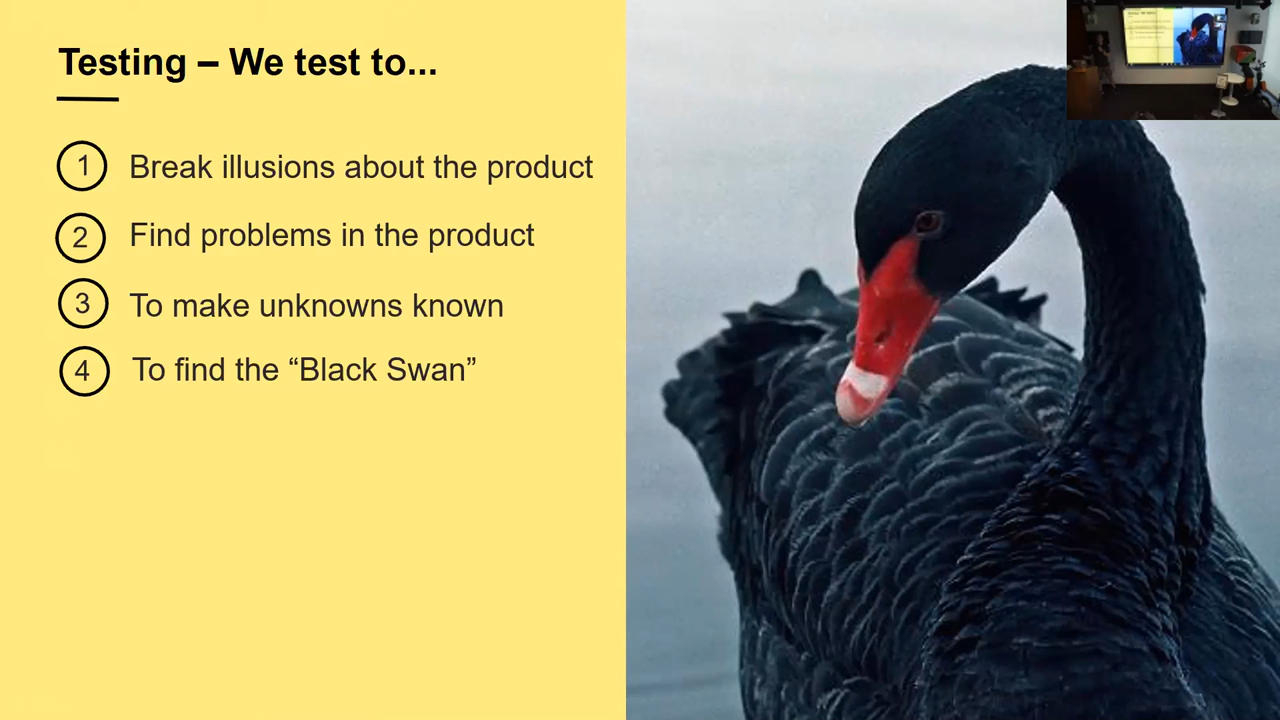 Testing – We test to...
1 Break illusions about the product
2 Find problems in the product
3 To make unknowns known
4 To find the “Black Swan”